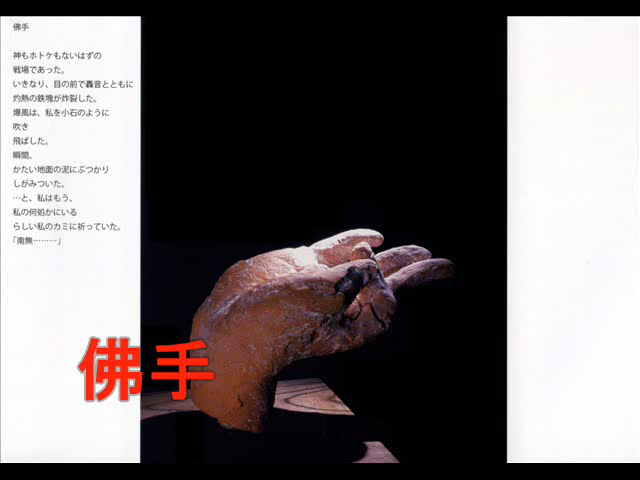 佛手
神もホトケもないはずの
戦場であった。
いきなり、目の前で轟音とともに
灼熱の鉄塊が炸裂した。
爆風は、私を小石のように
吹き
飛ばした。
瞬間、
かたい地面の泥にぶつかり
しがみついた。
…と、私はもう、
私の何処かにいる
らしい私のカミに祈っていた。
「南無………」
佛手